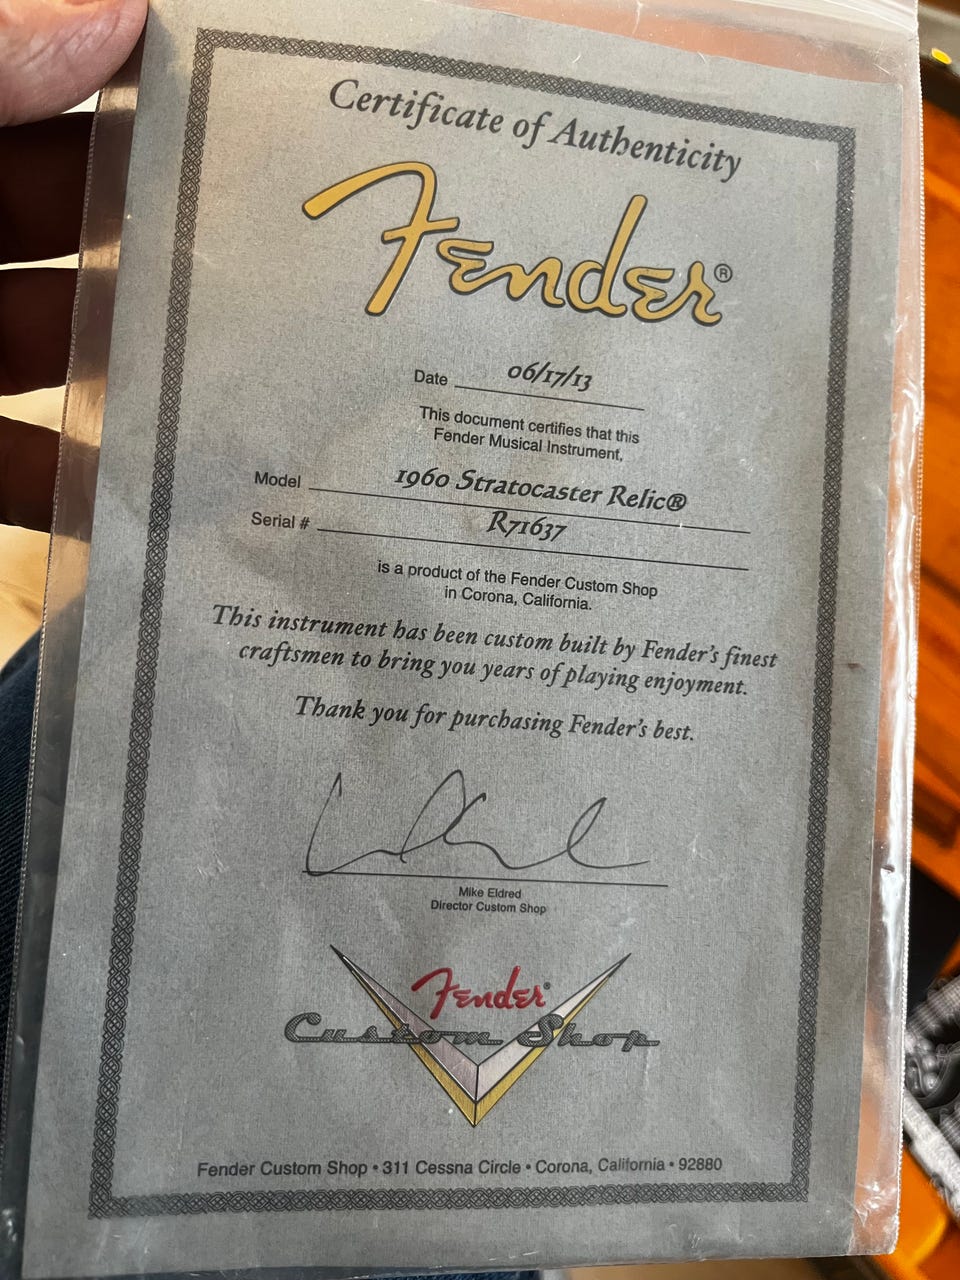 Certificate of Authenticity
Fender®
Date 06/17/13
This document certifies that this
Fender Musical Instrument,
Model 1960 Stratocaster Relic®
Serial # R71637
is a product of the Fender Custom Shop
in Corona, California.
This instrument has been custom built by Fender's finest
craftsmen to bring you years of playing enjoyment.
Thank you for purchasing Fender's best.
Mike Eldred
Director Custom Shop
Fender®
Custom Shop
Fender Custom Shop • 311 Cessna Circle • Corona, California • 92880